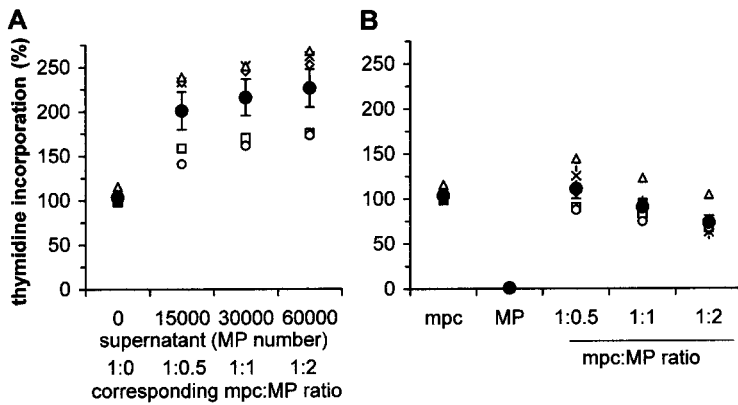 A
thymidine incorporation (%)
250
200
150
100
50
0
0 15000 30000 60000
supernatant (MP number)
1:0 1:0.5 1:1 1:2
corresponding mpc:MP ratio
B
250
200
150
100
50
0
mpc MP 1:0.5 1:1 1:2
mpc:MP ratio